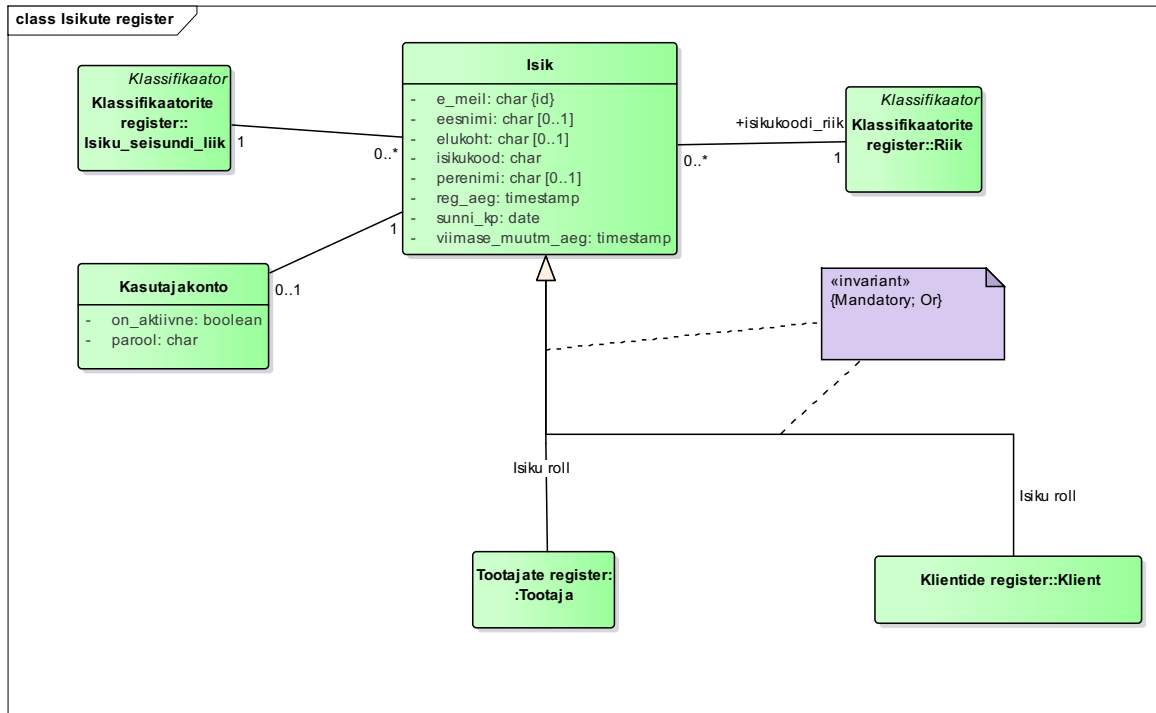 class Isikute register
Klassifikaator
Klassifikaatorite
register::
Isiku_seisundi_liik
1
0..*
Isik
- e_meil: char {id}
- eesnimi: char [0..1]
- elukoht: char [0..1]
- isikukood: char
- perenimi: char [0..1]
- reg_aeg: timestamp
- sunni_kp: date
- viimase_muutm_aeg: timestamp
+isikukoodi_riik
0..*
1
Klassifikaator
Klassifikaatorite
register::Riik
1
0..1
Kasutajakonto
- on_aktiivne: boolean
- parool: char
«invariant»
{Mandatory; Or}
Isiku roll
Isiku roll
Tootajate register:
:Tootaja
Klientide register::Klient